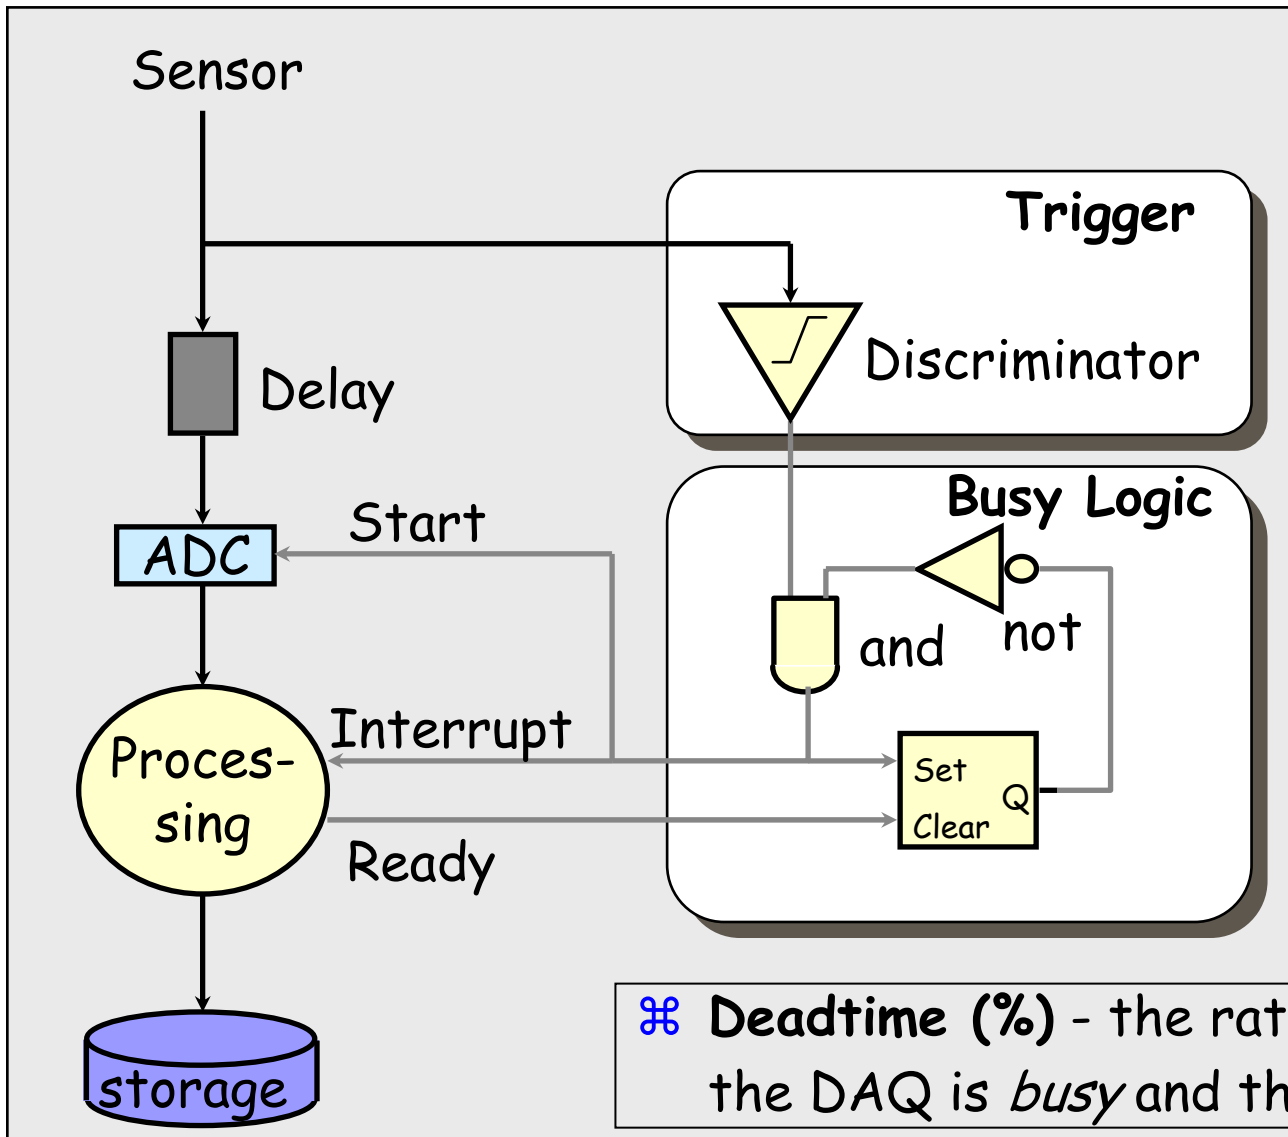 Sensor
Trigger
Discriminator
Delay
Busy Logic
Start
ADC
and
not
Interrupt
Proces-
sing
Set
Q
Clear
Ready
⌘ Deadtime (%) - the rat
the DAQ is busy and th
storage